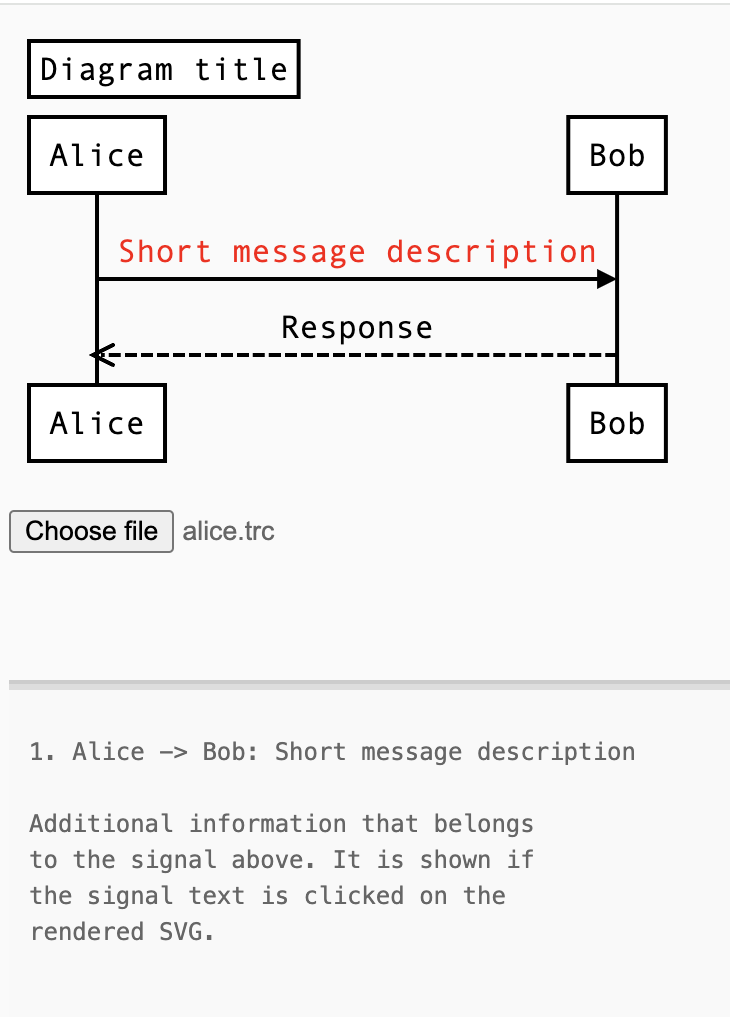 Diagram title
Alice Bob
Short message description
Response
Alice Bob
Choose file alice.trc
1. Alice -> Bob: Short message description
Additional information that belongs
to the signal above. It is shown if
the signal text is clicked on the
rendered SVG.